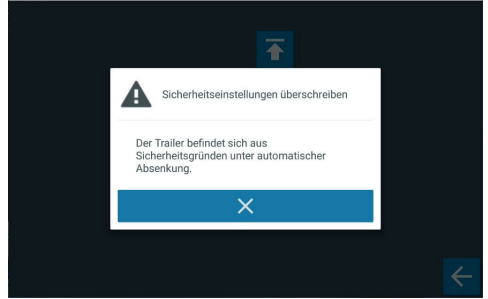 Sicherheitseinstellungen überschreiben
Der Trailer befindet sich aus
Sicherheitsgründen unter automatischer
Absenkung.